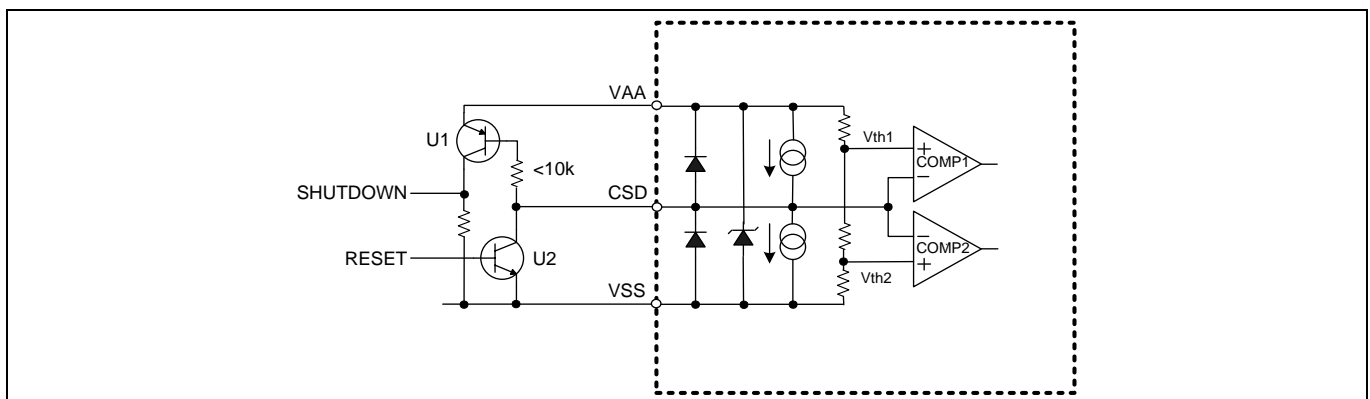 VAA
U1
Vth1
+
COMP1
−
<10k
SHUTDOWN
CSD
−
COMP2
+
RESET
U2
Vth2
VSS